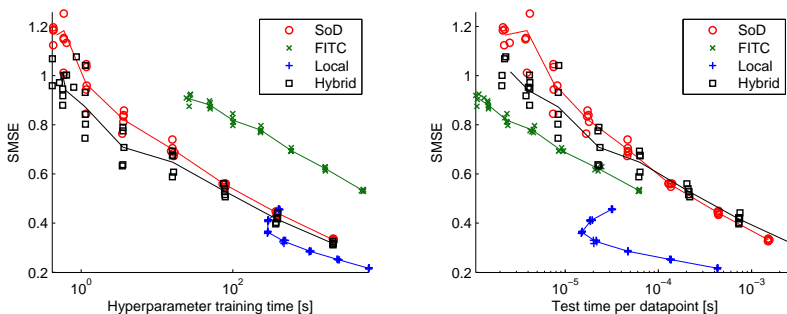 SMSE
1.2
1
0.8
0.6
0.4
0.2
10^0
10^2
Hyperparameter training time [s]
SoD
FITC
Local
Hybrid
SMSE
1.2
1
0.8
0.6
0.4
0.2
10^−5
10^−4
10^−3
Test time per datapoint [s]
SoD
FITC
Local
Hybrid